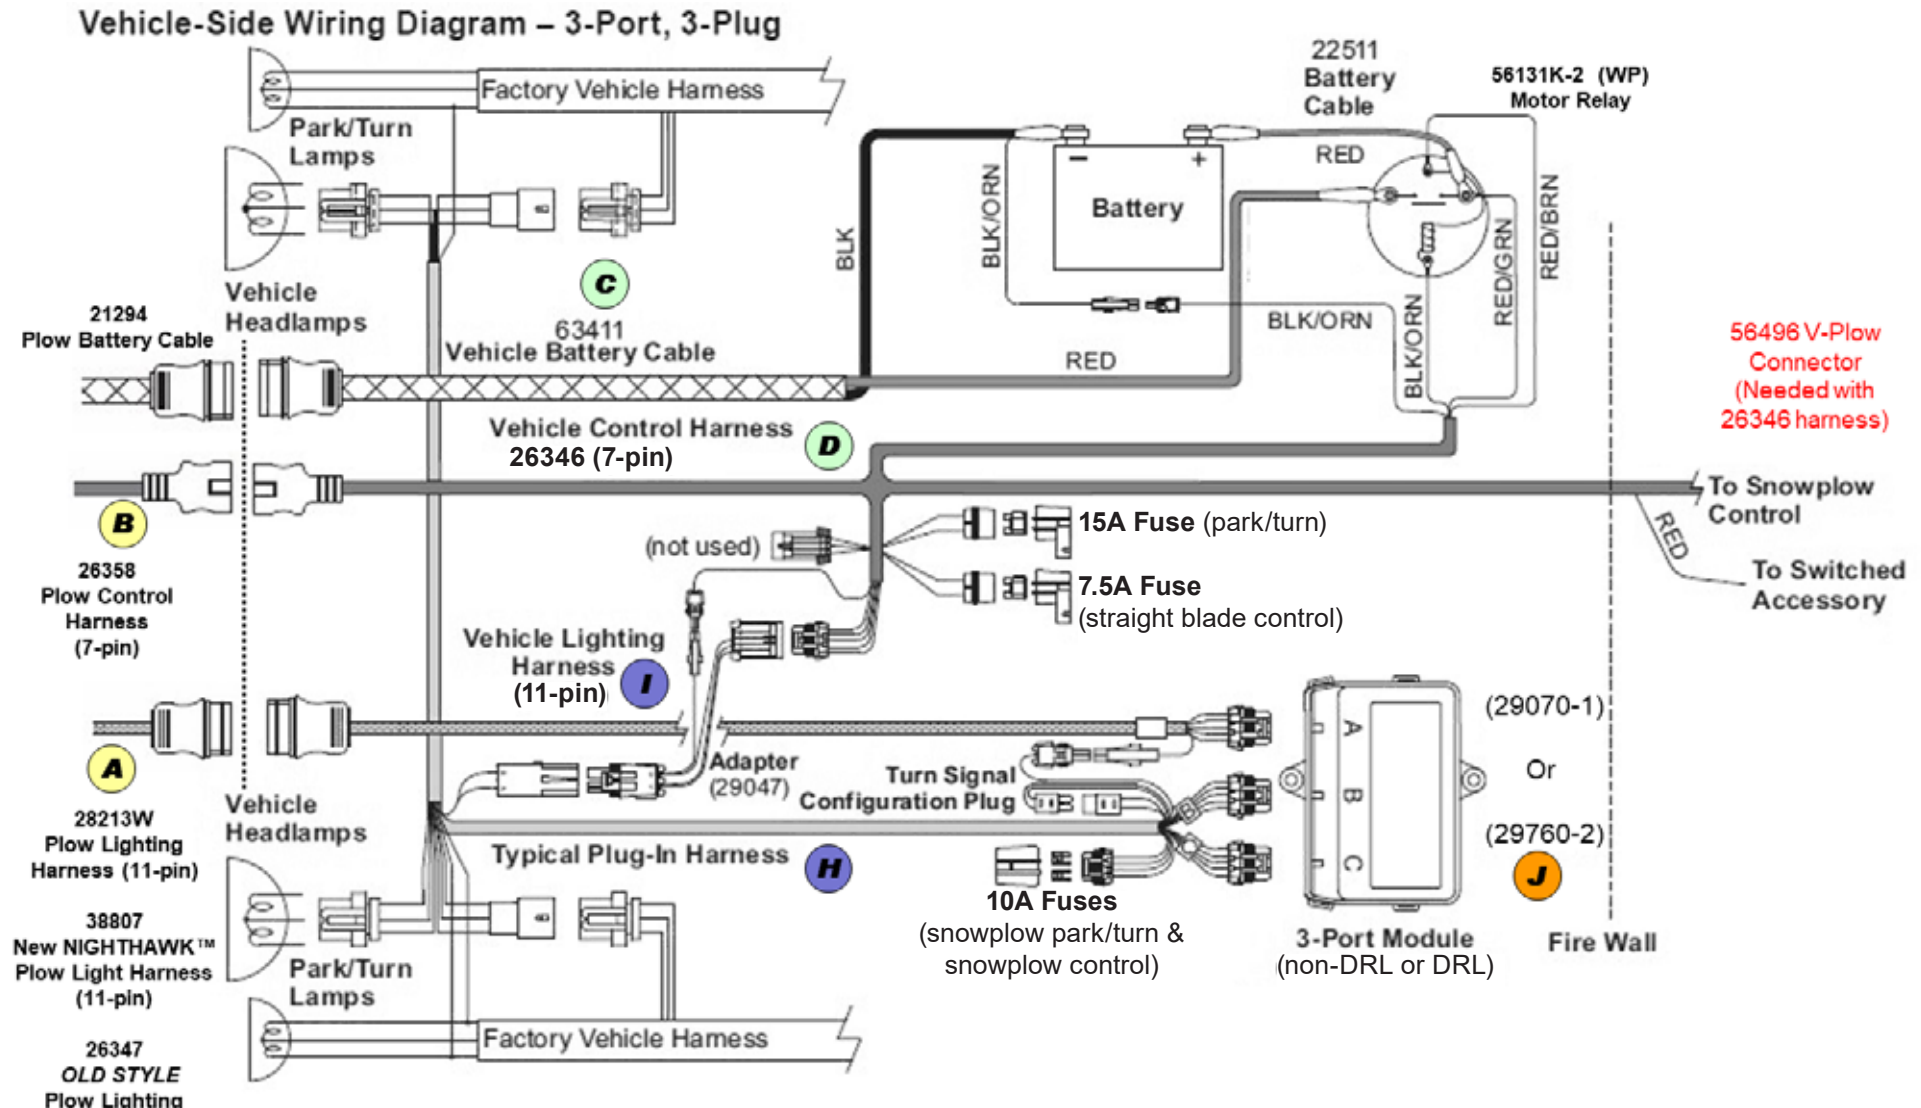 Vehicle-Side Wiring Diagram – 3-Port, 3-Plug
Factory Vehicle Harness
Park/Turn
Lamps
22511
Battery
Cable
56131K-2 (WP)
Motor Relay
RED
RED/BRN
–
+
Battery
BLK/ORN
BLK
RED/GRN
BLK/ORN
BLK/ORN
RED
C
63411
Vehicle Battery Cable
Vehicle
Headlamps
21294
Plow Battery Cable
56496 V-Plow
Connector
(Needed with
26346 harness)
Vehicle Control Harness
26346 (7-pin)
D
To Snowplow
Control
RED
To Switched
Accessory
B
26358
Plow Control
Harness
(7-pin)
(not used)
15A Fuse (park/turn)
7.5A Fuse
(straight blade control)
Vehicle Lighting
Harness
(11-pin)
I
A
28213W
Plow Lighting
Harness (11-pin)
Adapter
(29047)
Turn Signal
Configuration Plug
A
B
C
(29070-1)
Or
(29760-2)
J
Vehicle
Headlamps
Typical Plug-In Harness
H
10A Fuses
(snowplow park/turn &
snowplow control)
3-Port Module
(non-DRL or DRL)
Fire Wall
38807
New NIGHTHAWK™
Plow Light Harness
(11-pin)
Park/Turn
Lamps
Factory Vehicle Harness
26347
OLD STYLE
Plow Lighting